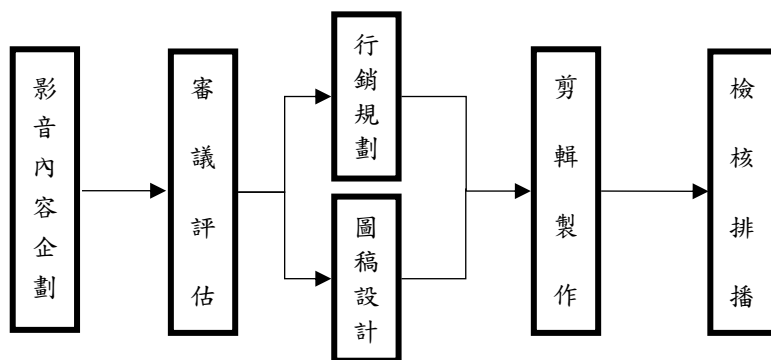 影音內容企劃
審議評估
行銷規劃
圖稿設計
剪輯製作
檢核排播